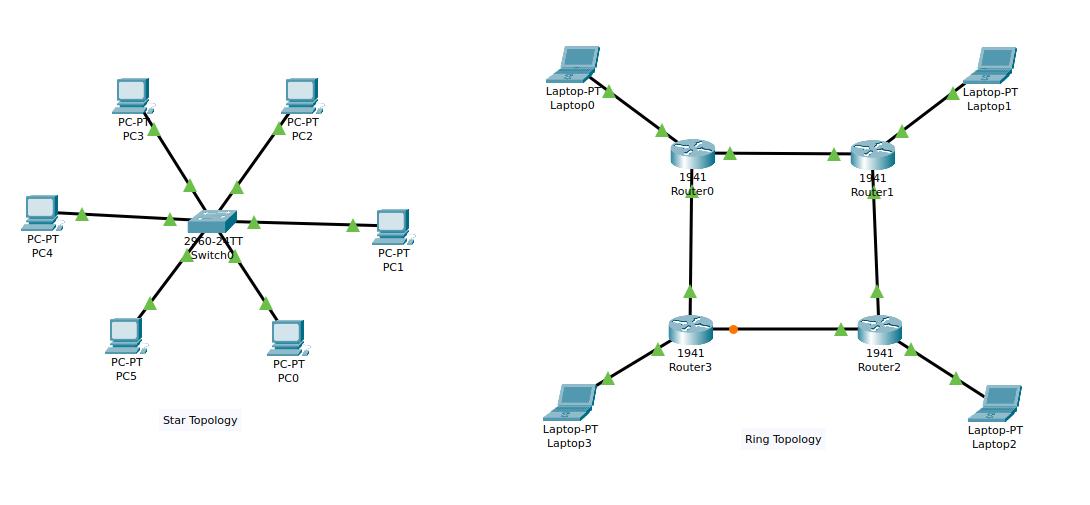 PC-PT
PC3
PC-PT
PC2
PC-PT
PC4
2960-24TT
Switch0
PC-PT
PC1
PC-PT
PC5
PC-PT
PC0
Star Topology
Laptop-PT
Laptop0
Laptop-PT
Laptop1
1941
Router0
1941
Router1
1941
Router3
1941
Router2
Laptop-PT
Laptop3
Laptop-PT
Laptop2
Ring Topology